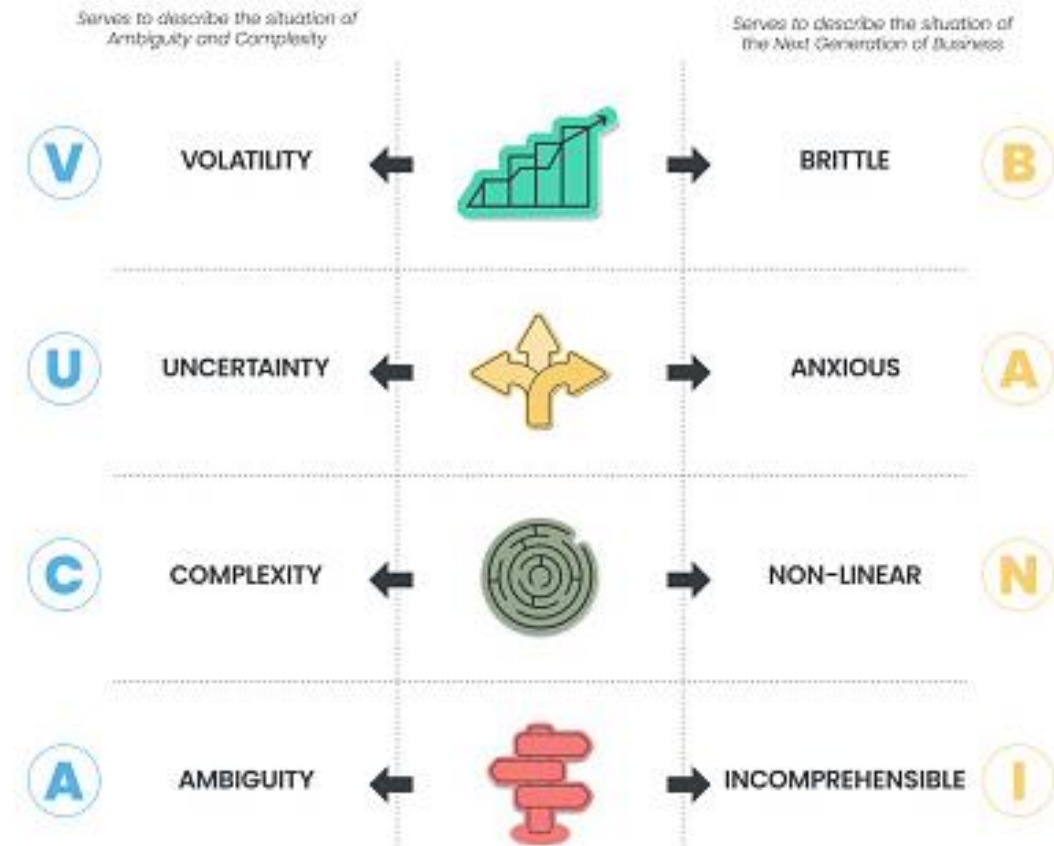 Serves to describe the situation of
Ambiguity and Complexity
Serves to describe the situation of
the Next Generation of Business
V VOLATILITY BRITTLE B
U UNCERTAINTY ANXIOUS A
C COMPLEXITY NON-LINEAR N
A AMBIGUITY INCOMPREHENSIBLE I